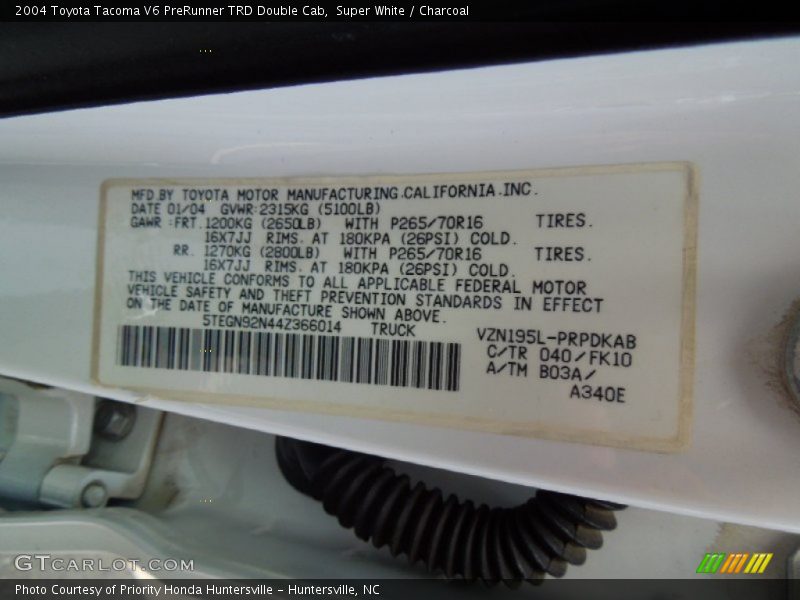 2004 Toyota Tacoma V6 PreRunner TRD Double Cab, Super White / Charcoal
MFD.BY TOYOTA MOTOR MANUFACTURING.CALIFORNIA.INC.
DATE 01/04 GVWR:2315KG (5100LB)
GAWR :FRT. 1200KG (2650LB) WITH P265/70R16 TIRES.
16X7JJ RIMS. AT 180KPA (26PSI) COLD.
RR. 1270KG (2800LB) WITH P265/70R16 TIRES.
16X7JJ RIMS. AT 180KPA (26PSI) COLD.
THIS VEHICLE CONFORMS TO ALL APPLICABLE FEDERAL MOTOR
VEHICLE SAFETY AND THEFT PREVENTION STANDARDS IN EFFECT
ON THE DATE OF MANUFACTURE SHOWN ABOVE.
5TEGN92N44Z366014 TRUCK VZN195L-PRPDKAB
C/TR 040/FK10
A/TM B03A/
A340E
GTCARLOT.COM
Photo Courtesy of Priority Honda Huntersville - Huntersville, NC